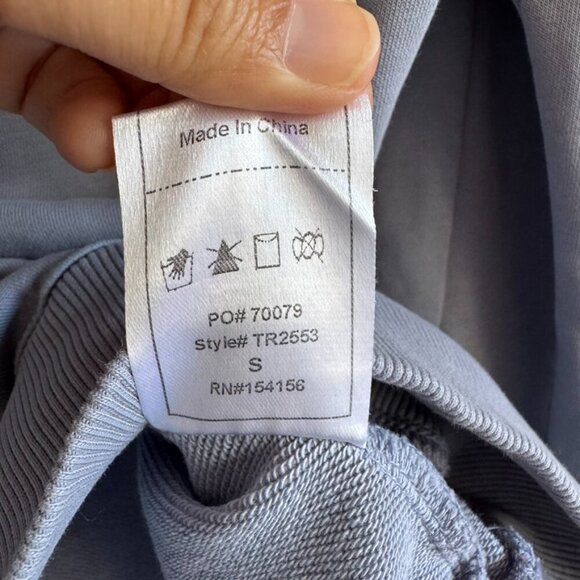 Made In China
PO# 70079
Style# TR2553
S
RN#154156